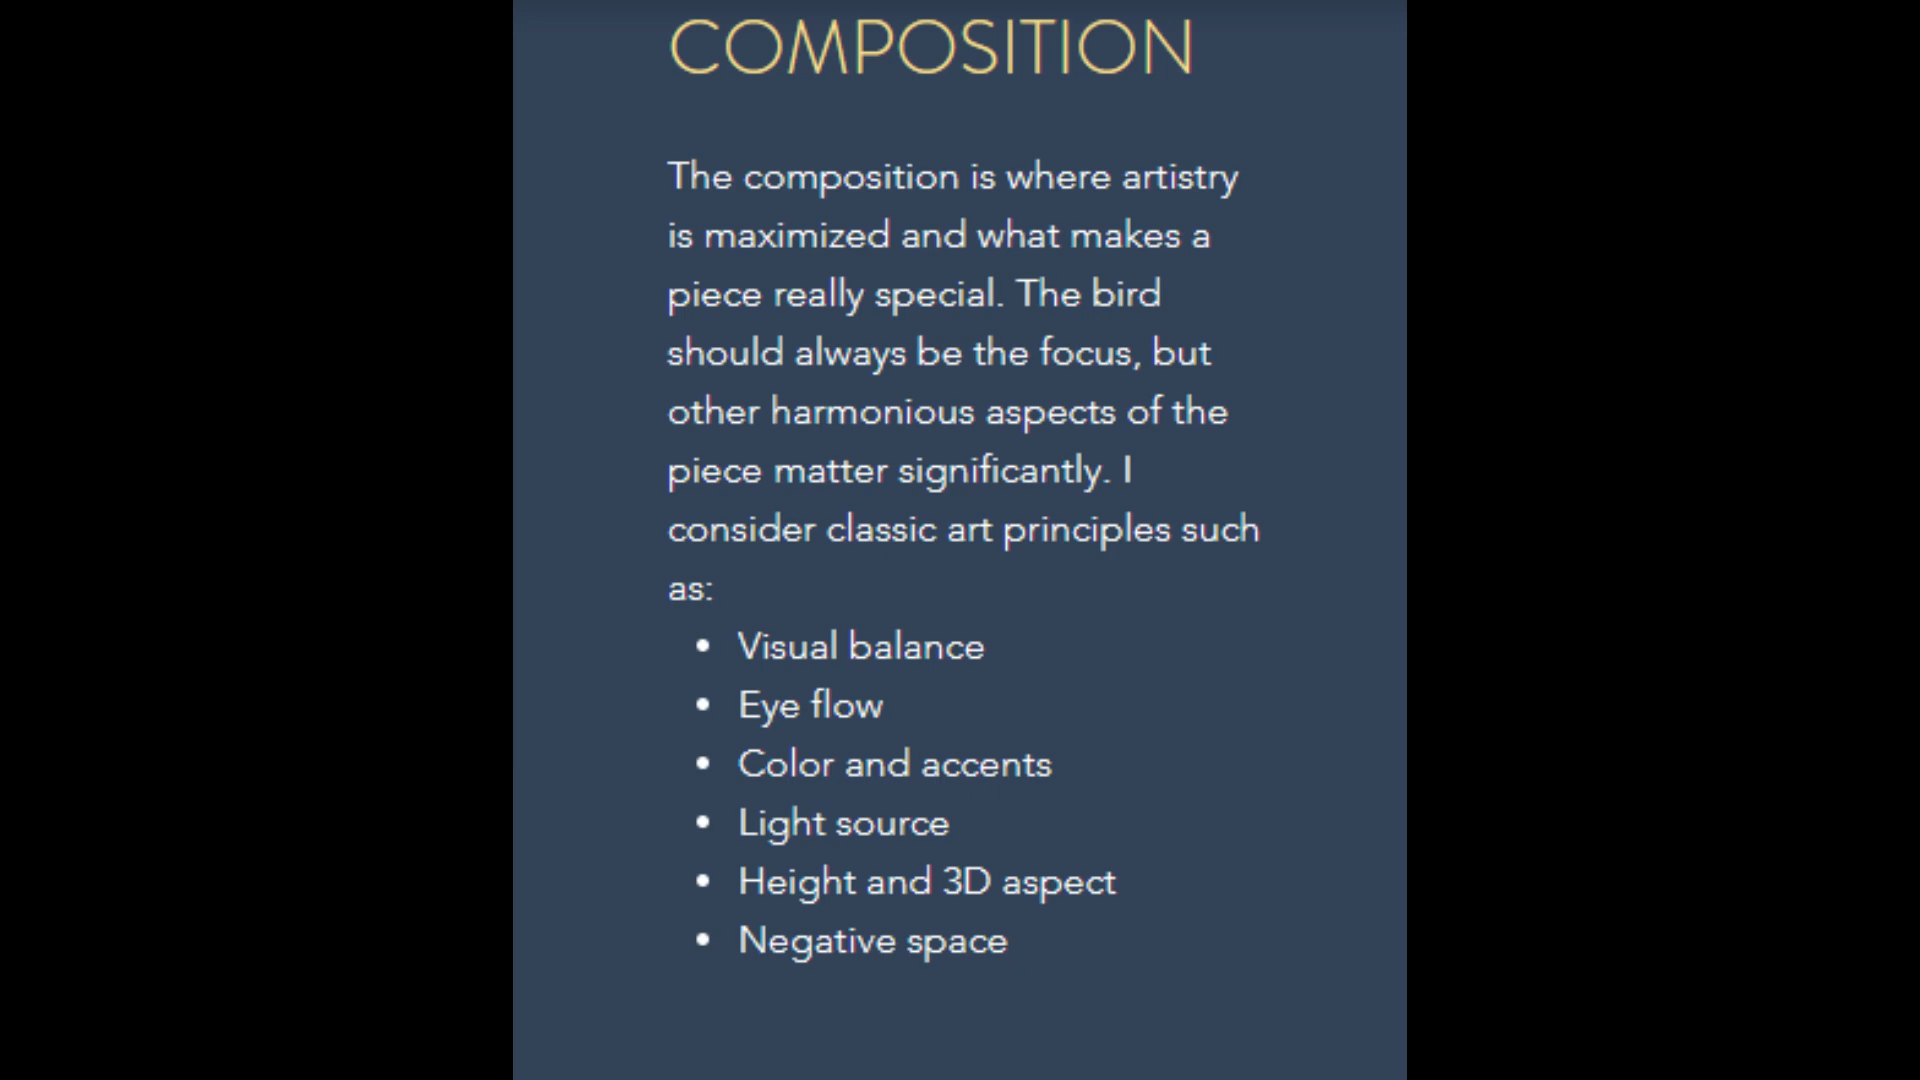 COMPOSITION
The composition is where artistry
is maximized and what makes a
piece really special. The bird
should always be the focus, but
other harmonious aspects of the
piece matter significantly. I
consider classic art principles such
as:
• Visual balance
• Eye flow
• Color and accents
• Light source
• Height and 3D aspect
• Negative space